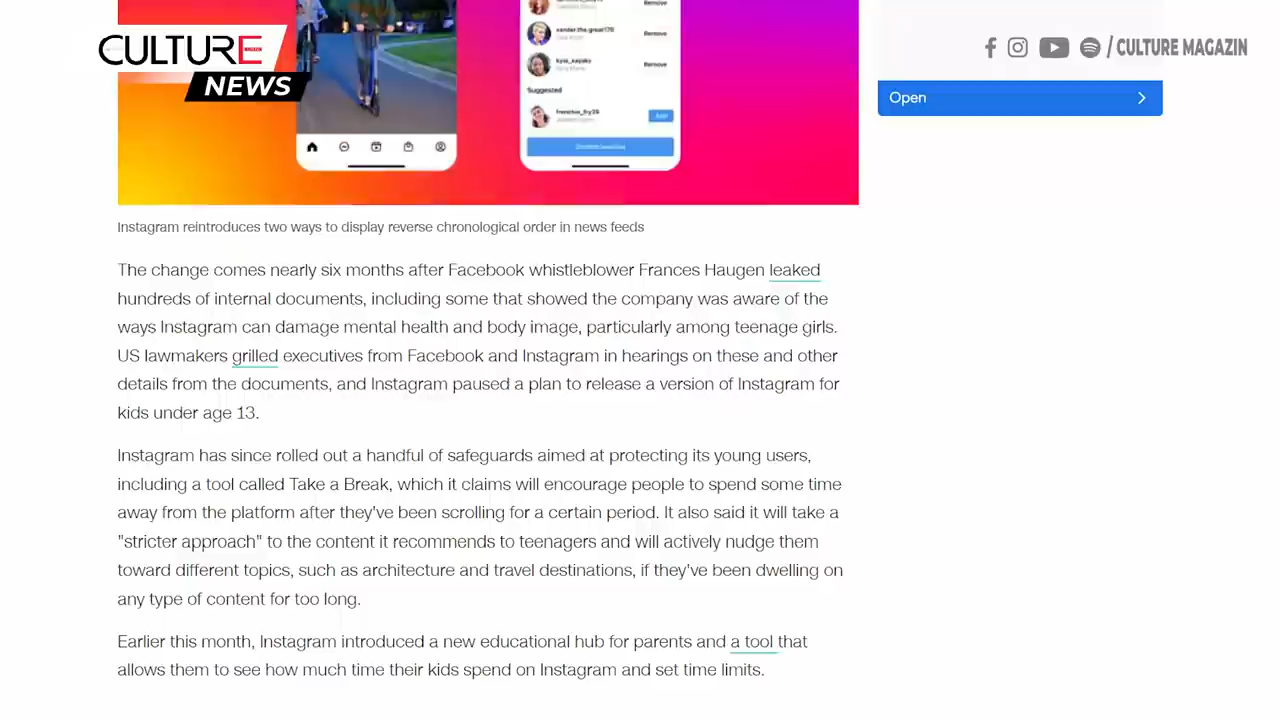 CULTURE
NEWS
Remove
xander.the.great170
Remove
Remove
Suggested
Add
/ CULTURE MAGAZIN
Open
Instagram reintroduces two ways to display reverse chronological order in news feeds
The change comes nearly six months after Facebook whistleblower Frances Haugen leaked
hundreds of internal documents, including some that showed the company was aware of the
ways Instagram can damage mental health and body image, particularly among teenage girls.
US lawmakers grilled executives from Facebook and Instagram in hearings on these and other
details from the documents, and Instagram paused a plan to release a version of Instagram for
kids under age 13.
Instagram has since rolled out a handful of safeguards aimed at protecting its young users,
including a tool called Take a Break, which it claims will encourage people to spend some time
away from the platform after they've been scrolling for a certain period. It also said it will take a
"stricter approach" to the content it recommends to teenagers and will actively nudge them
toward different topics, such as architecture and travel destinations, if they've been dwelling on
any type of content for too long.
Earlier this month, Instagram introduced a new educational hub for parents and a tool that
allows them to see how much time their kids spend on Instagram and set time limits.